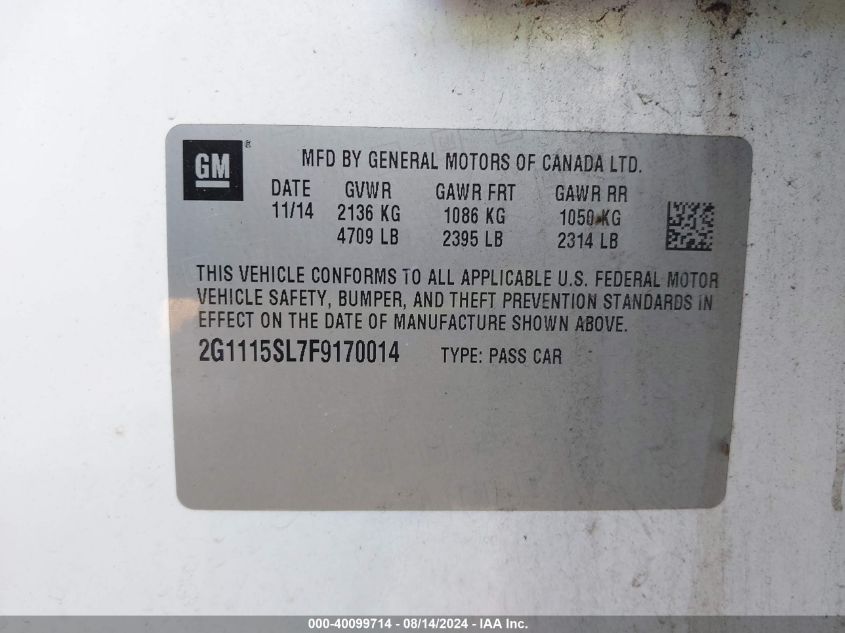 GM ®
MFD BY GENERAL MOTORS OF CANADA LTD.
DATE GVWR GAWR FRT GAWR RR
11/14 2136 KG 1086 KG 1050 KG
4709 LB 2395 LB 2314 LB
THIS VEHICLE CONFORMS TO ALL APPLICABLE U.S. FEDERAL MOTOR
VEHICLE SAFETY, BUMPER, AND THEFT PREVENTION STANDARDS IN
EFFECT ON THE DATE OF MANUFACTURE SHOWN ABOVE.
2G1115SL7F9170014 TYPE: PASS CAR
000-40099714 - 08/14/2024 - IAA Inc.